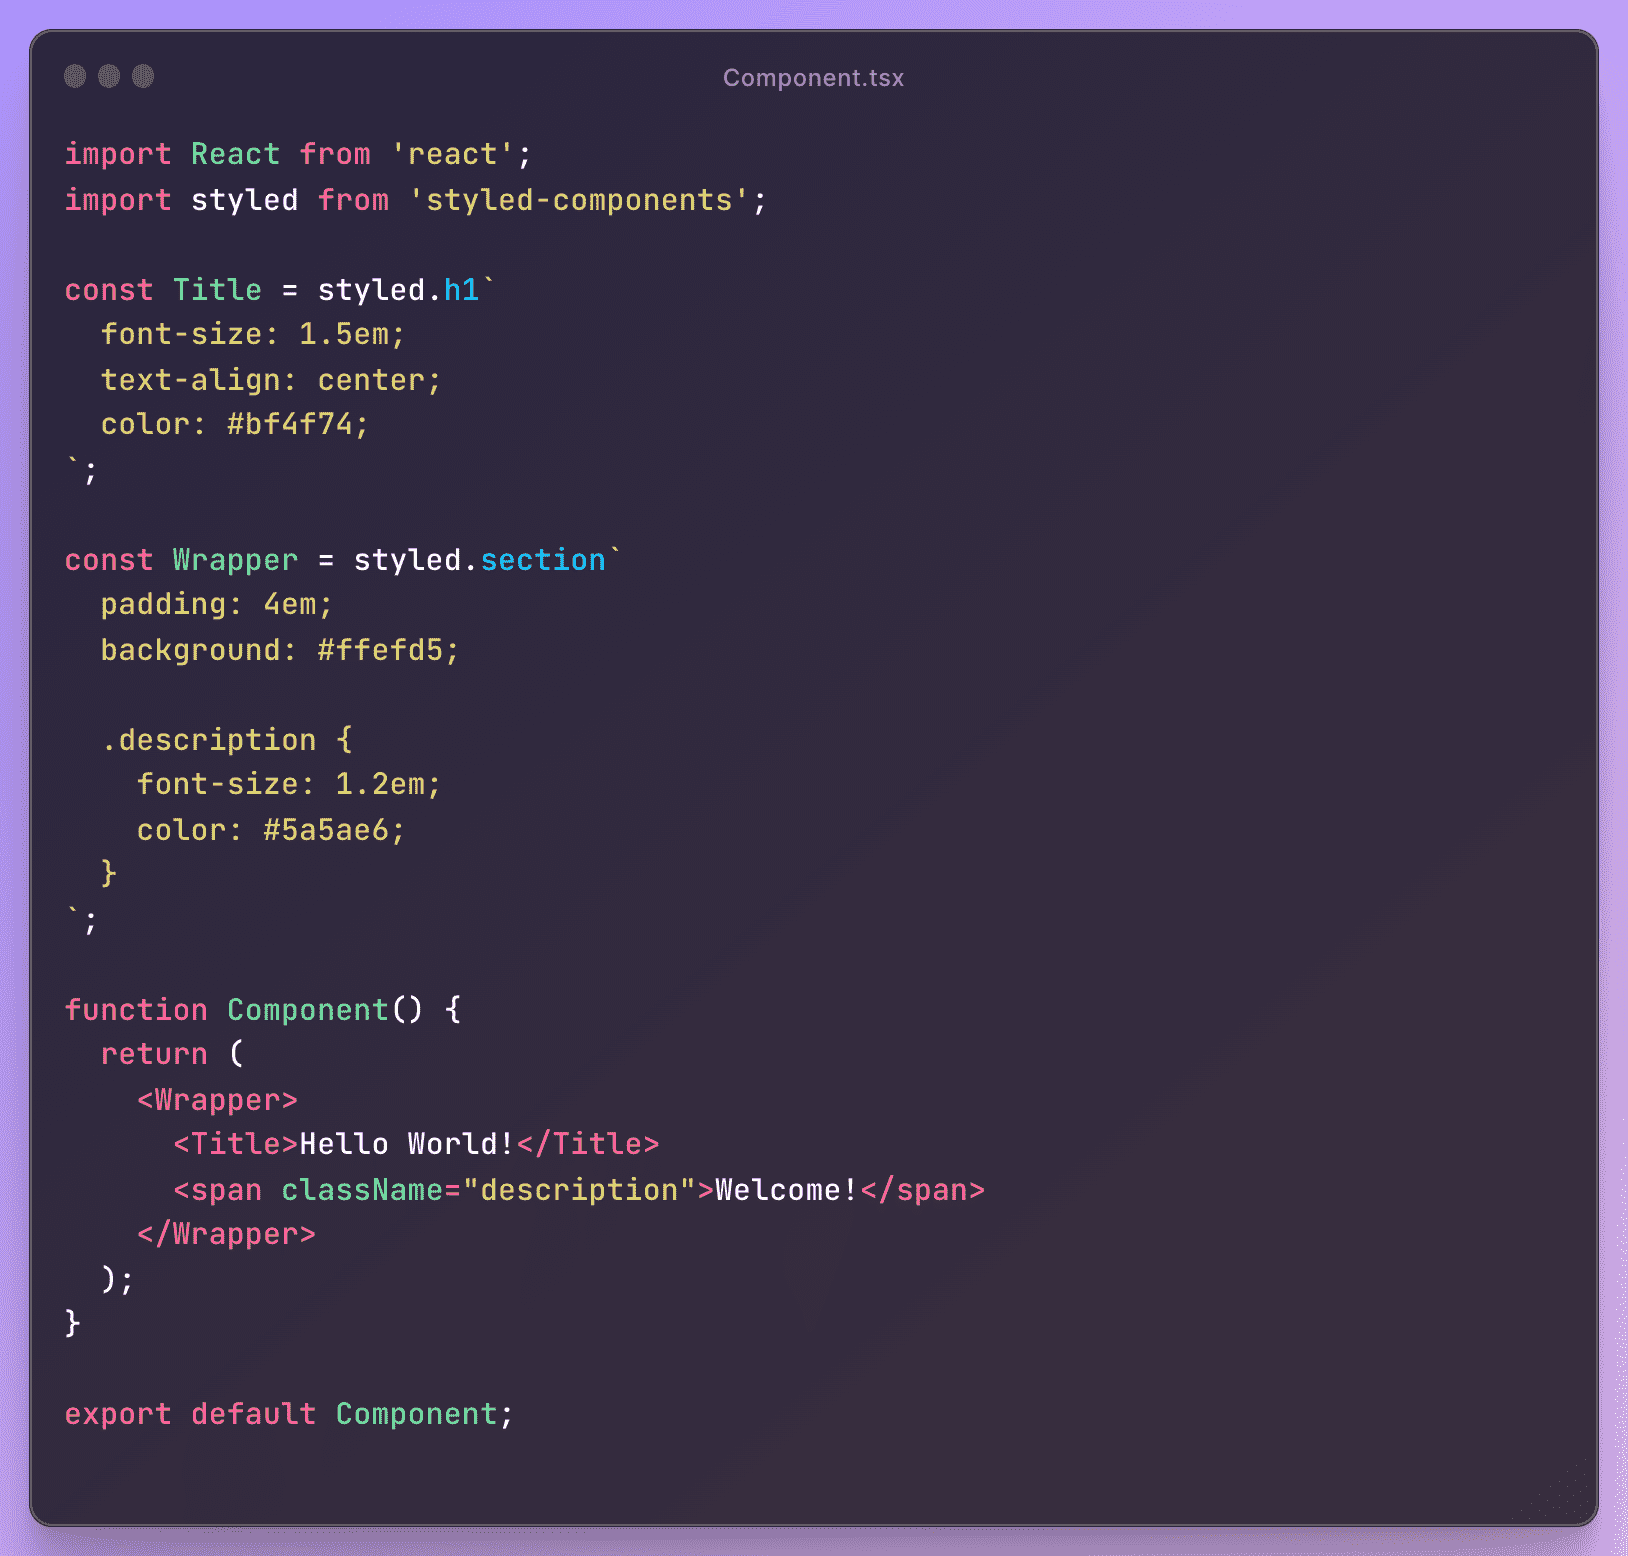 Component.tsx
import React from 'react';
import styled from 'styled-components';

const Title = styled.h1`
  font-size: 1.5em;
  text-align: center;
  color: #bf4f74;
`;

const Wrapper = styled.section`
  padding: 4em;
  background: #ffefd5;

  .description {
    font-size: 1.2em;
    color: #5a5ae6;
  }
`;

function Component() {
  return (
    <Wrapper>
      <Title>Hello World!</Title>
      <span className="description">Welcome!</span>
    </Wrapper>
  );
}

export default Component;